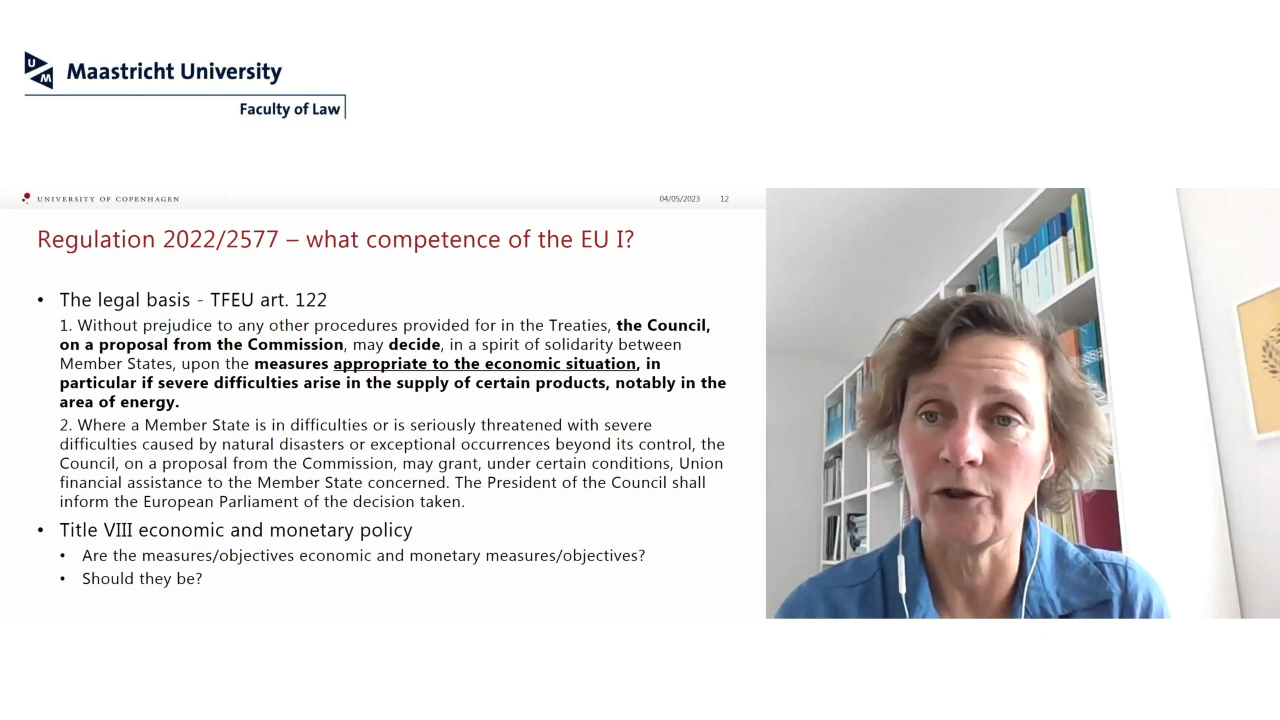 U
M
Maastricht University
Faculty of Law
UNIVERSITY OF COPENHAGEN
04/05/2023 12
Regulation 2022/2577 – what competence of the EU I?
• The legal basis - TFEU art. 122
1. Without prejudice to any other procedures provided for in the Treaties, the Council,
on a proposal from the Commission, may decide, in a spirit of solidarity between
Member States, upon the measures appropriate to the economic situation, in
particular if severe difficulties arise in the supply of certain products, notably in the
area of energy.
2. Where a Member State is in difficulties or is seriously threatened with severe
difficulties caused by natural disasters or exceptional occurrences beyond its control, the
Council, on a proposal from the Commission, may grant, under certain conditions, Union
financial assistance to the Member State concerned. The President of the Council shall
inform the European Parliament of the decision taken.
• Title VIII economic and monetary policy
• Are the measures/objectives economic and monetary measures/objectives?
• Should they be?